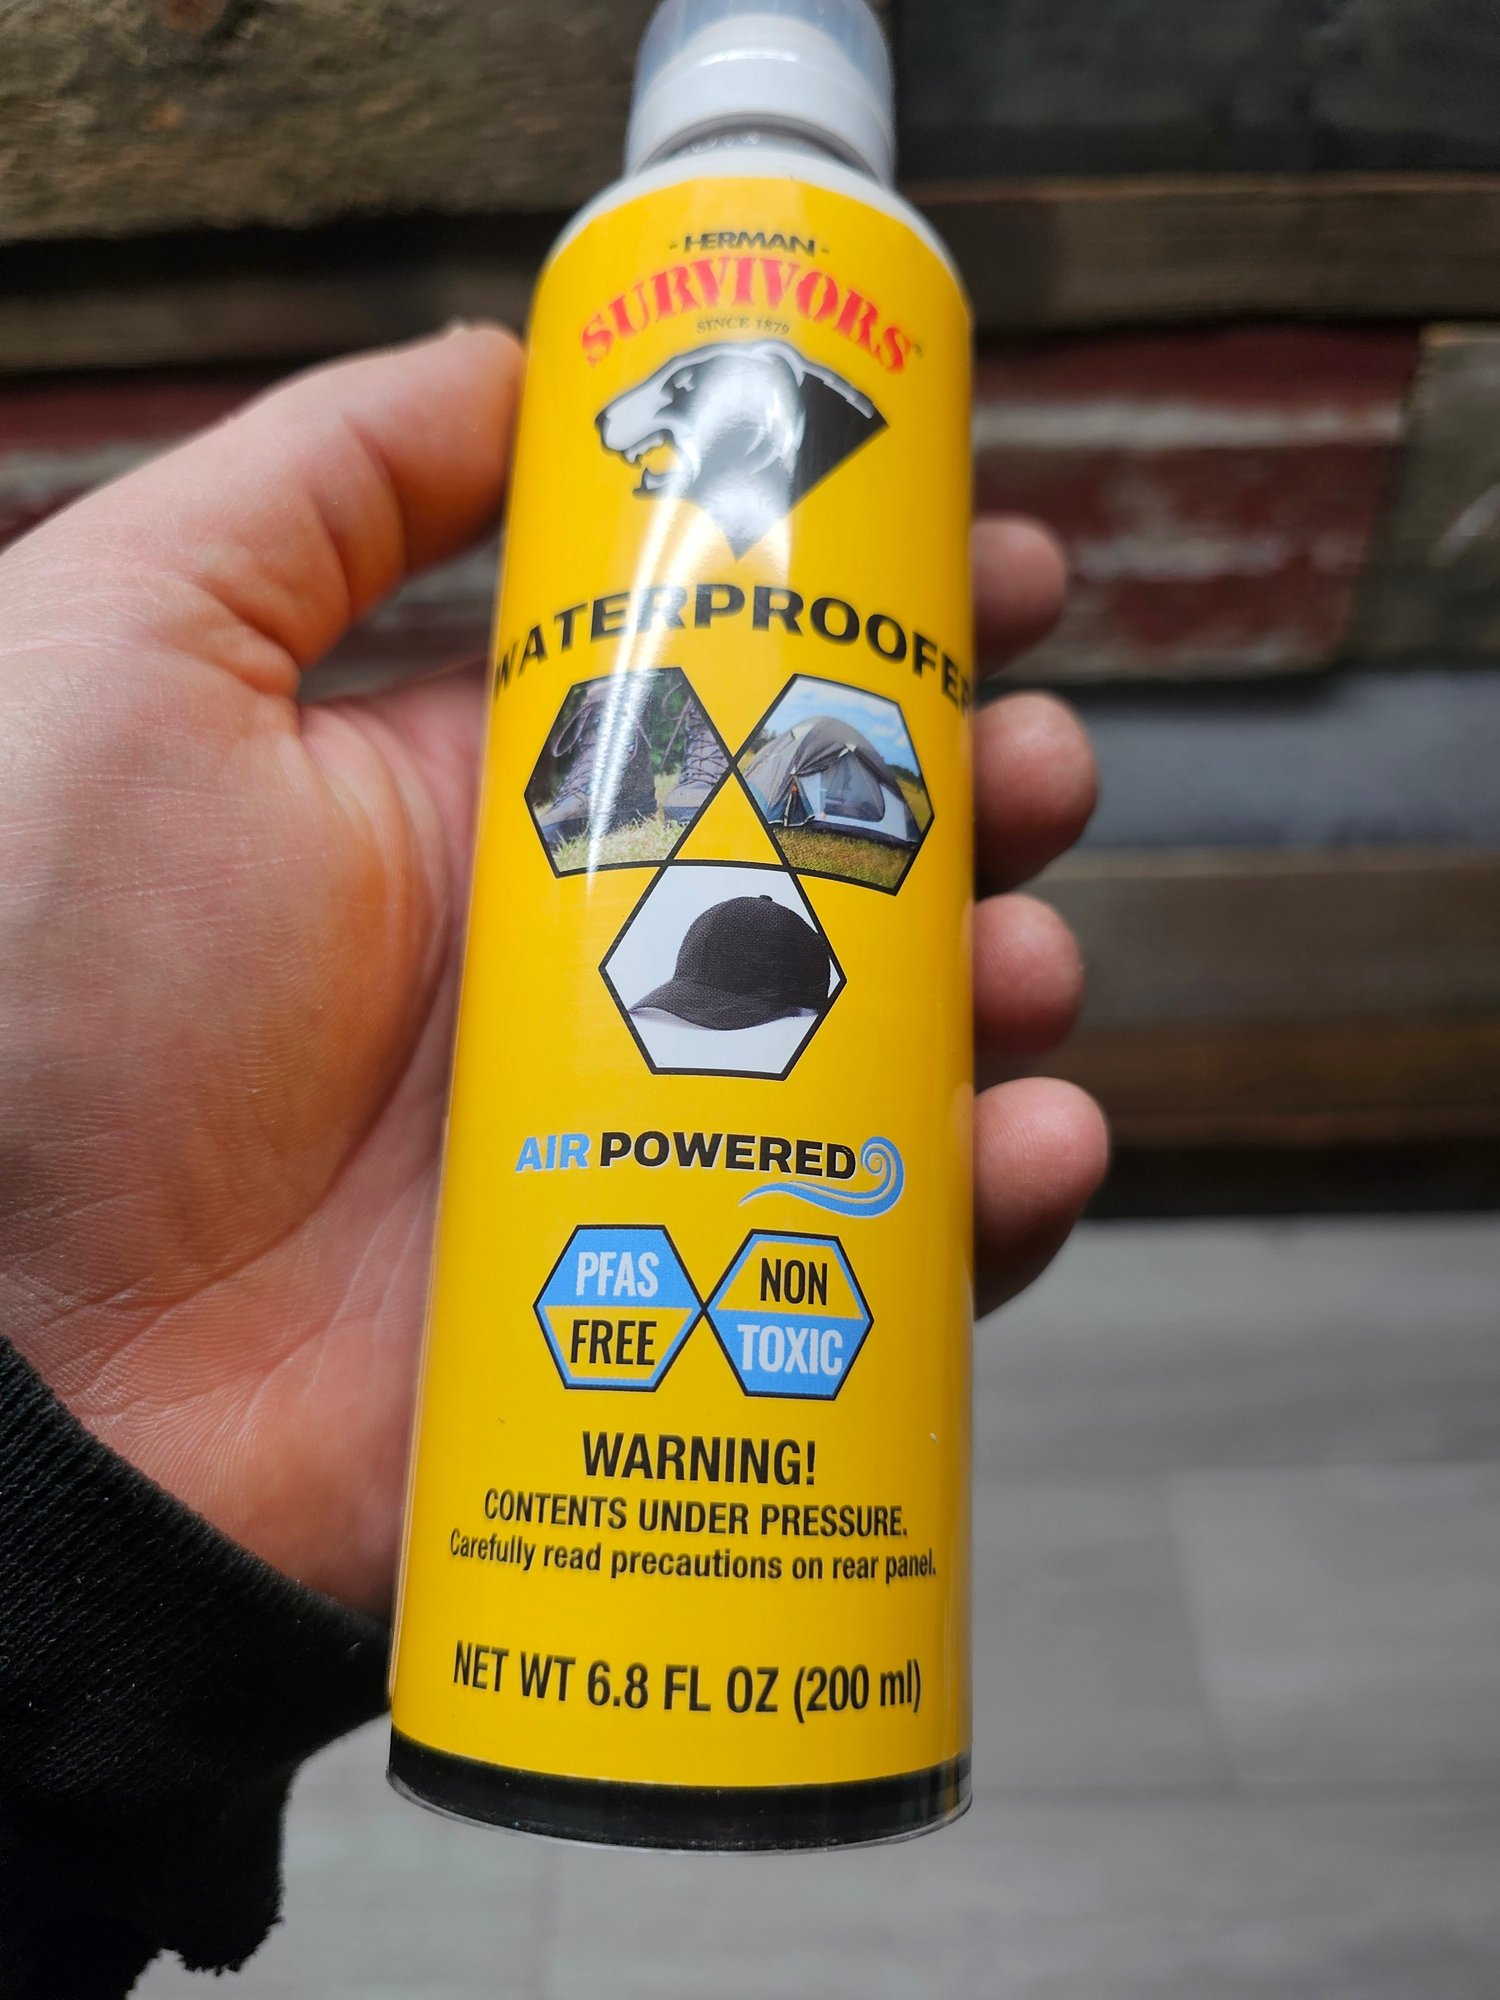 - HERMAN -
SURVIVORS®
SINCE 1879
WATERPROOFER
AIR POWERED
PFAS
FREE
NON
TOXIC
WARNING!
CONTENTS UNDER PRESSURE.
Carefully read precautions on rear panel.
NET WT 6.8 FL OZ (200 ml)